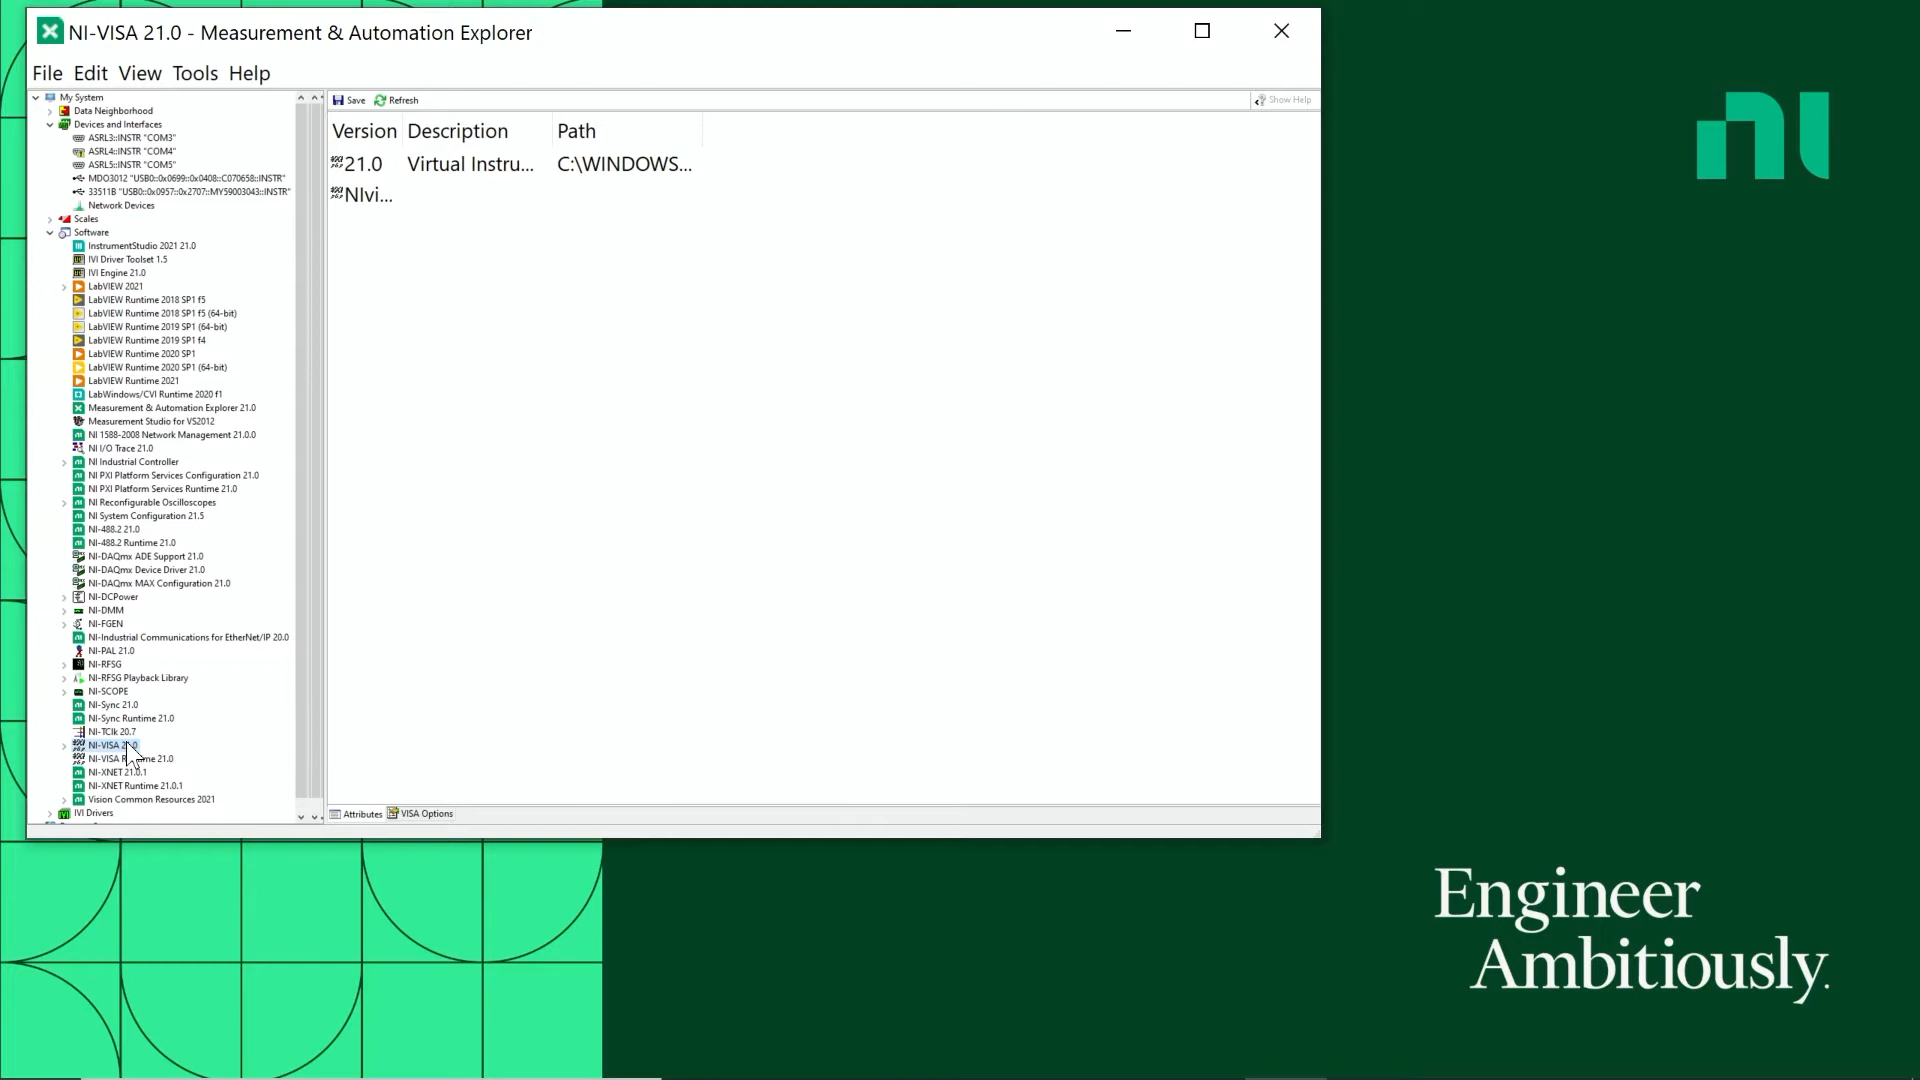 NI-VISA 21.0 - Measurement & Automation Explorer
File Edit View Tools Help
My System
Data Neighborhood
Devices and Interfaces
ASRL3::INSTR "COM3"
ASRL4::INSTR "COM4"
ASRL5::INSTR "COM5"
MDO3012 "USB0::0x0699::0x0408::C070658::INSTR"
33511B "USB0::0x0957::0x2707::MY59003043::INSTR"
Network Devices
Scales
Software
InstrumentStudio 2021 21.0
IVI Driver Toolset 1.5
IVI Engine 21.0
LabVIEW 2021
LabVIEW Runtime 2018 SP1 f5
LabVIEW Runtime 2018 SP1 f5 (64-bit)
LabVIEW Runtime 2019 SP1 (64-bit)
LabVIEW Runtime 2019 SP1 f4
LabVIEW Runtime 2020 SP1
LabVIEW Runtime 2020 SP1 (64-bit)
LabVIEW Runtime 2021
LabWindows/CVI Runtime 2020 f1
Measurement & Automation Explorer 21.0
Measurement Studio for VS2012
NI 1588-2008 Network Management 21.0.0
NI I/O Trace 21.0
NI Industrial Controller
NI PXI Platform Services Configuration 21.0
NI PXI Platform Services Runtime 21.0
NI Reconfigurable Oscilloscopes
NI System Configuration 21.5
NI-488.2 21.0
NI-488.2 Runtime 21.0
NI-DAQmx ADE Support 21.0
NI-DAQmx Device Driver 21.0
NI-DAQmx MAX Configuration 21.0
NI-DCPower
NI-DMM
NI-FGEN
NI-Industrial Communications for EtherNet/IP 20.0
NI-PAL 21.0
NI-RFSG
NI-RFSG Playback Library
NI-SCOPE
NI-Sync 21.0
NI-Sync Runtime 21.0
NI-TClk 20.7
NI-VISA 21.0
NI-VISA Runtime 21.0
NI-XNET 21.0.1
NI-XNET Runtime 21.0.1
Vision Common Resources 2021
IVI Drivers
Save Refresh Show Help
Version Description Path
21.0 Virtual Instru... C:\WINDOWS...
NIvi...
Attributes VISA Options
ni
Engineer
Ambitiously.